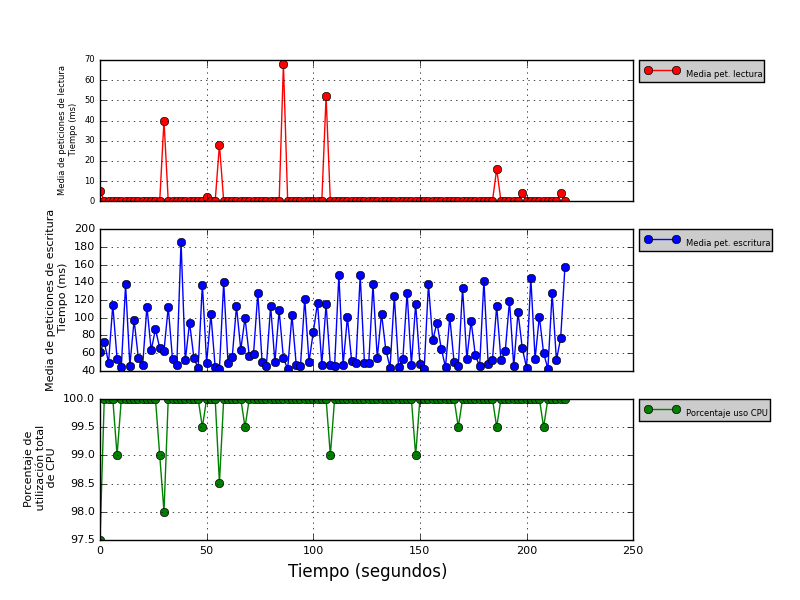 Media de peticiones de lectura
Tiempo (ms)
70
60
50
40
30
20
10
0
Media pet. lectura
Media de peticiones de escritura
Tiempo (ms)
200
180
160
140
120
100
80
60
40
Media pet. escritura
Porcentaje de
utilización total
de CPU
100.0
99.5
99.0
98.5
98.0
97.5
Porcentaje uso CPU
0 50 100 150 200 250
Tiempo (segundos)